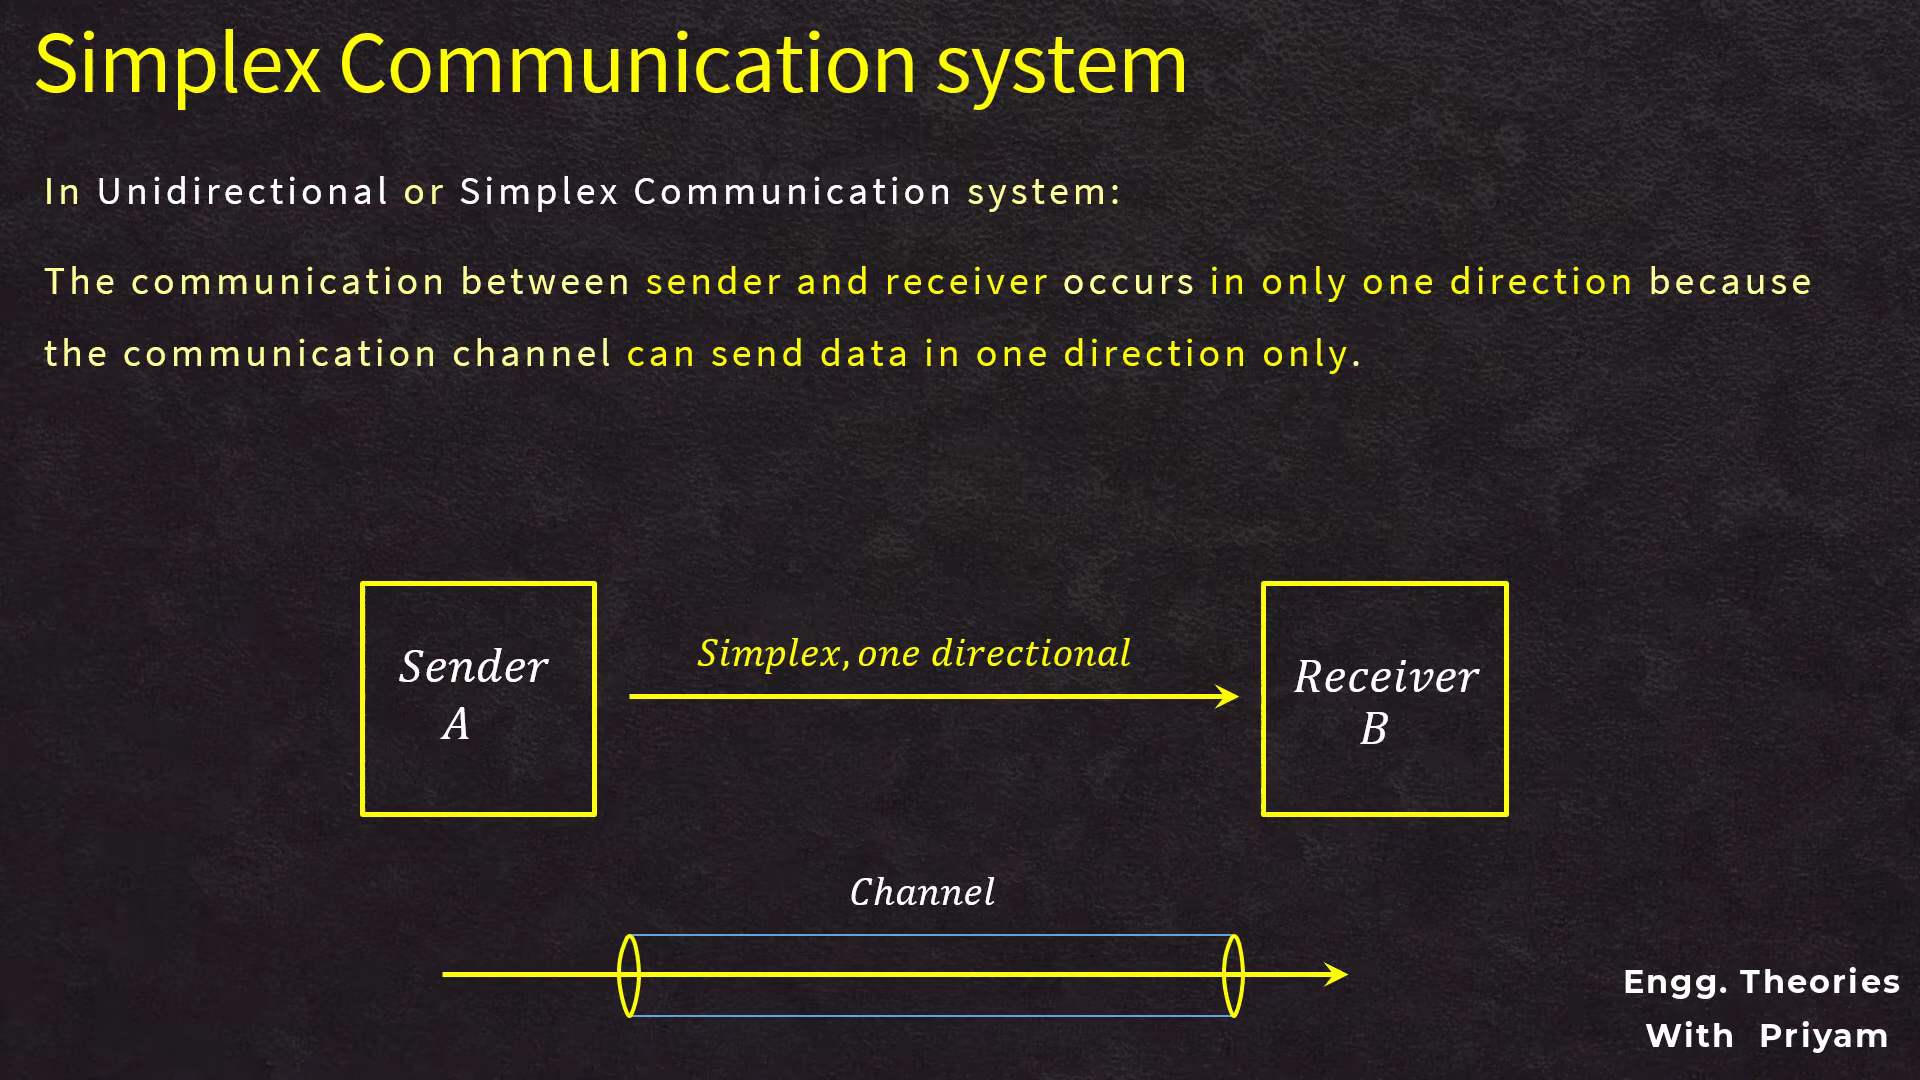 Simplex Communication system
In Unidirectional or Simplex Communication system:
The communication between sender and receiver occurs in only one direction because
the communication channel can send data in one direction only.
Sender
A
Simplex, one directional
Receiver
B
Channel
Engg. Theories
With Priyam